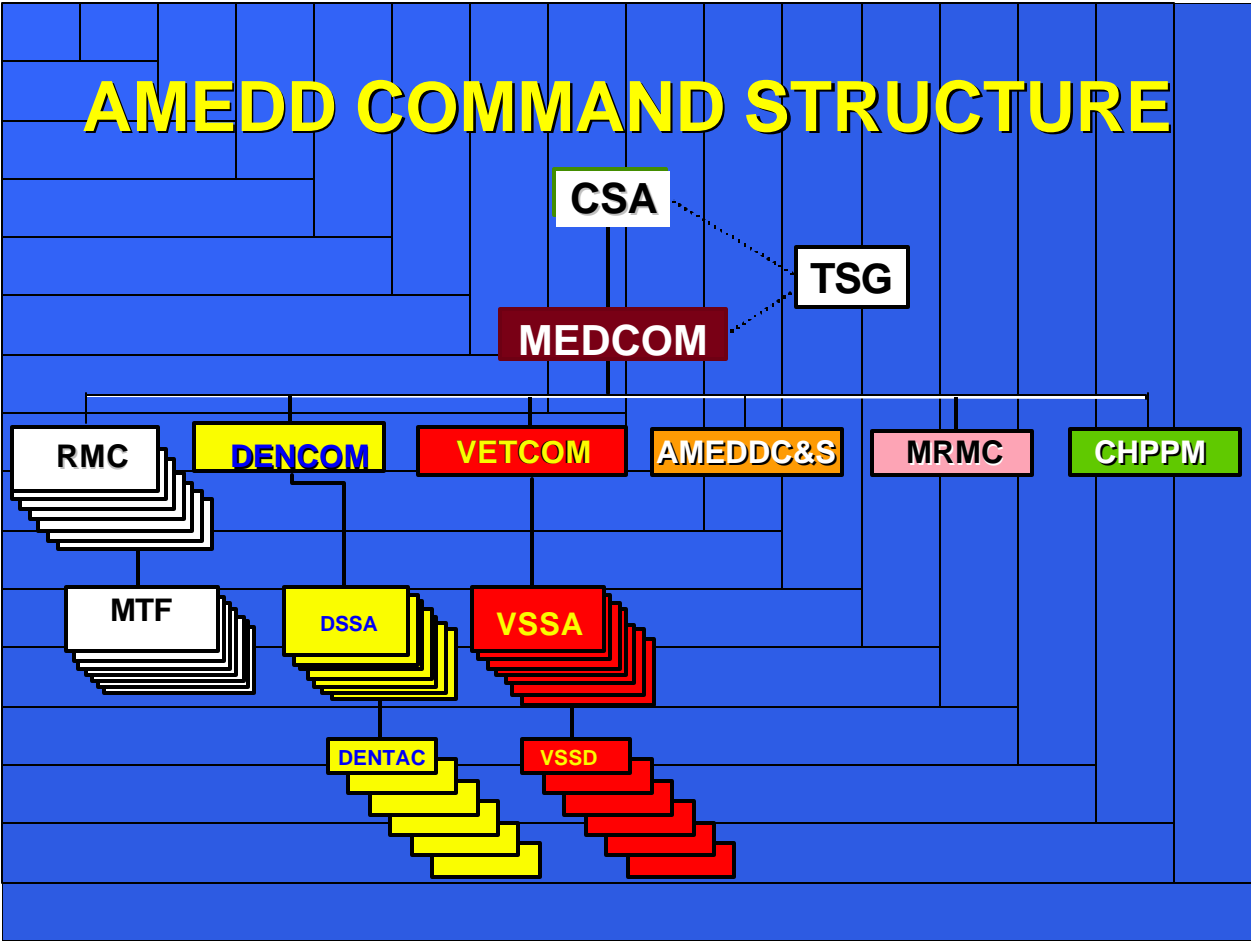 AMEDD COMMAND STRUCTURE
CSA
TSG
MEDCOM
RMC
DENCOM
VETCOM
AMEDDC&S
MRMC
CHPPM
MTF
DSSA
VSSA
DENTAC
VSSD